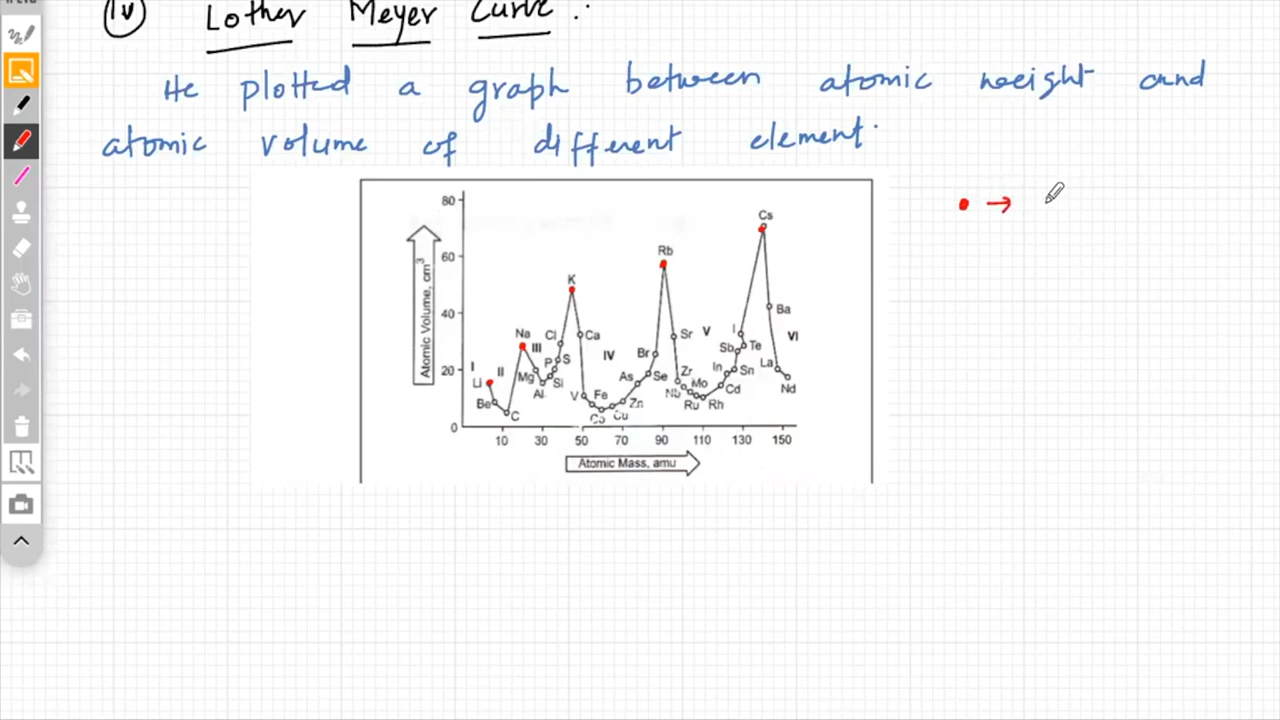 (iv) Lother Meyer Curve :
He plotted a graph between atomic weight and
atomic volume of different element.
80
60
40
20
0
Atomic Volume, cm³
I
II
III
IV
V
VI
Li
Be
C
Na
Mg
Al
Si
P
S
Cl
K
Ca
V
Fe
Co
Cu
Zn
As
Se
Br
Rb
Sr
Zr
Nb
Mo
Ru
Rh
Cd
In
Sn
Sb
Te
I
Cs
Ba
La
Nd
10 30 50 70 90 110 130 150
Atomic Mass, amu